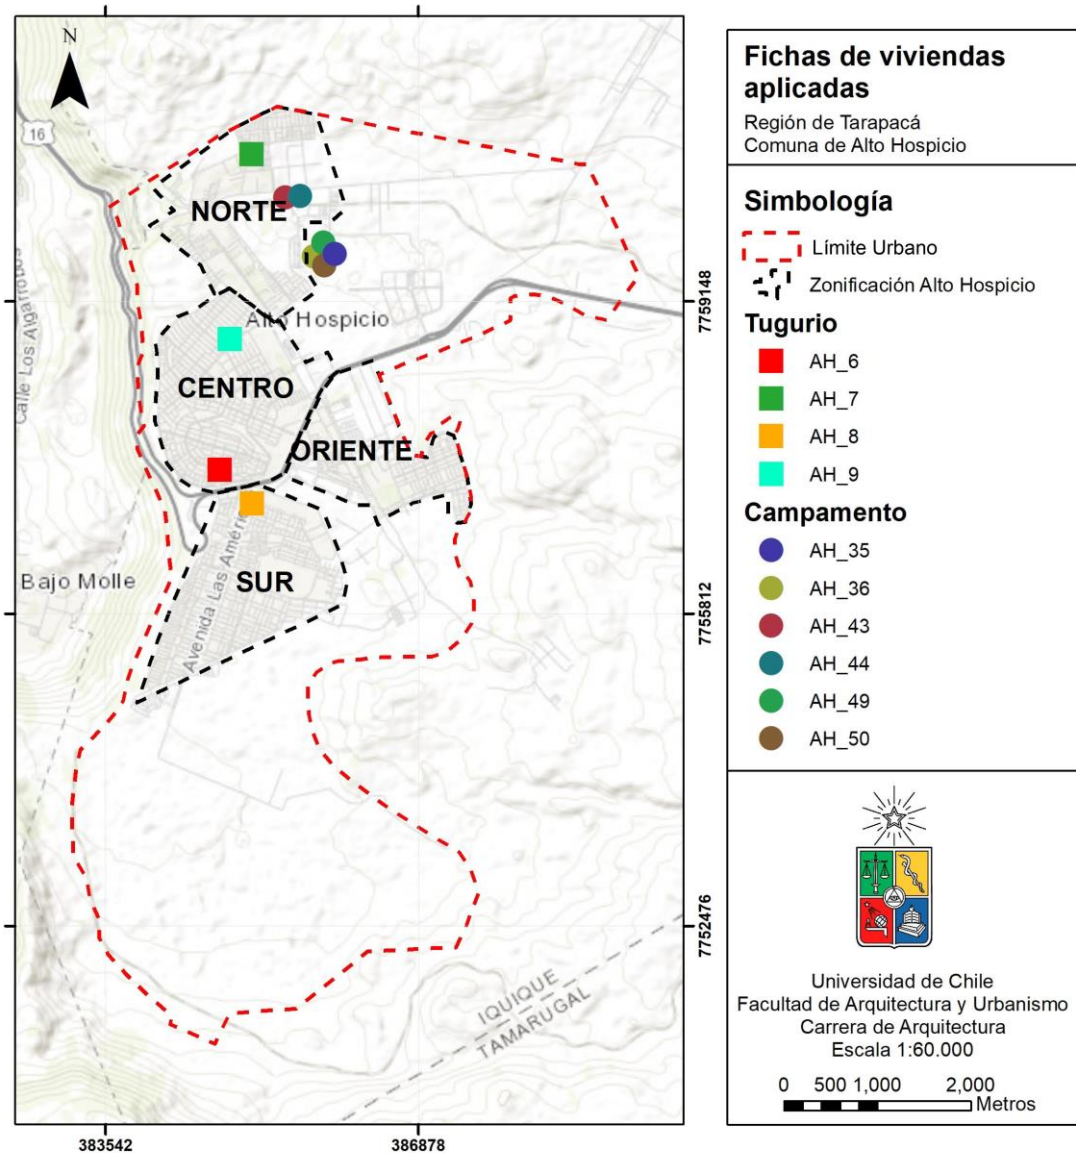 N
16
NORTE
Calle Los Algarrobos
Alto Hospicio
CENTRO
ORIENTE
Avenida Las Améri
Bajo Molle
SUR
IQUIQUE
TAMARUGAL
7759148
7755812
7752476
383542
386878
Fichas de viviendas
aplicadas
Región de Tarapacá
Comuna de Alto Hospicio
Simbología
Límite Urbano
Zonificación Alto Hospicio
Tugurio
AH_6
AH_7
AH_8
AH_9
Campamento
AH_35
AH_36
AH_43
AH_44
AH_49
AH_50
Universidad de Chile
Facultad de Arquitectura y Urbanismo
Carrera de Arquitectura
Escala 1:60.000
0 500 1,000 2,000
Metros